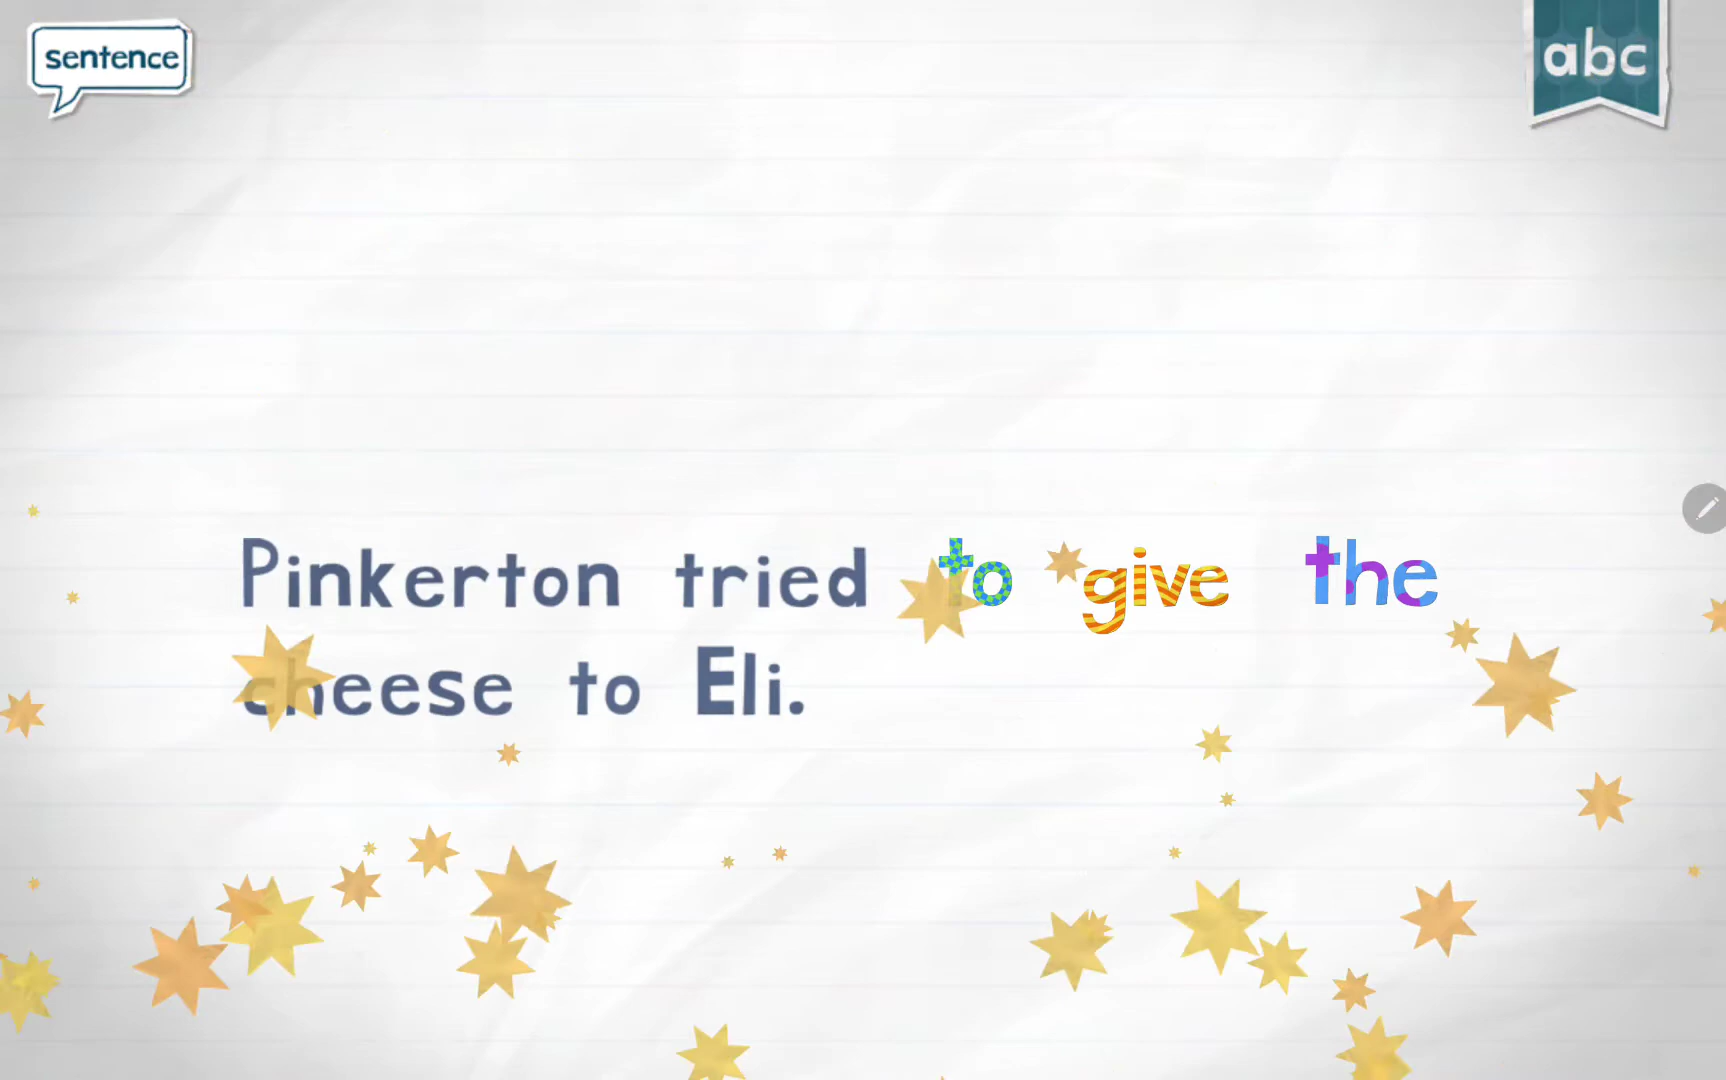 sentence
abc
Pinkerton tried to give the
cheese to Eli.